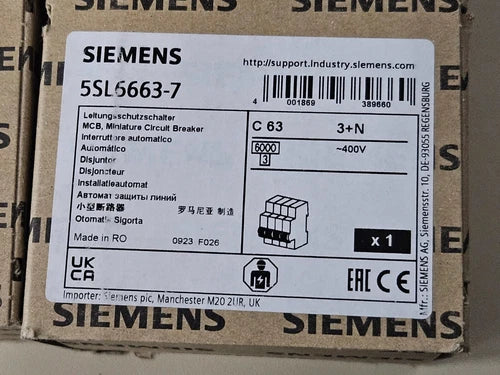 SIEMENS
http://support.industry.siemens.com
5SL6663-7
4 001869 389660
Leitungsschutzschalter
MCB, Miniature Circuit Breaker
Interruttore automatico
Automático
Disjuntor
Disjoncteur
Installatieautomat
Автомат защиты линий
小型断路器
罗马尼亚 制造
Otomatik Sigorta
C 63 3+N
6000 ~400V
3
Made in RO 0923 F026
x 1
UK
CA
EAC CE
Importer: Siemens plc, Manchester M20 2UR, UK
Mfr.: SIEMENS AG, Siemensstr. 10, DE-93055 REGENSBURG
SIEMENS SIEMENS